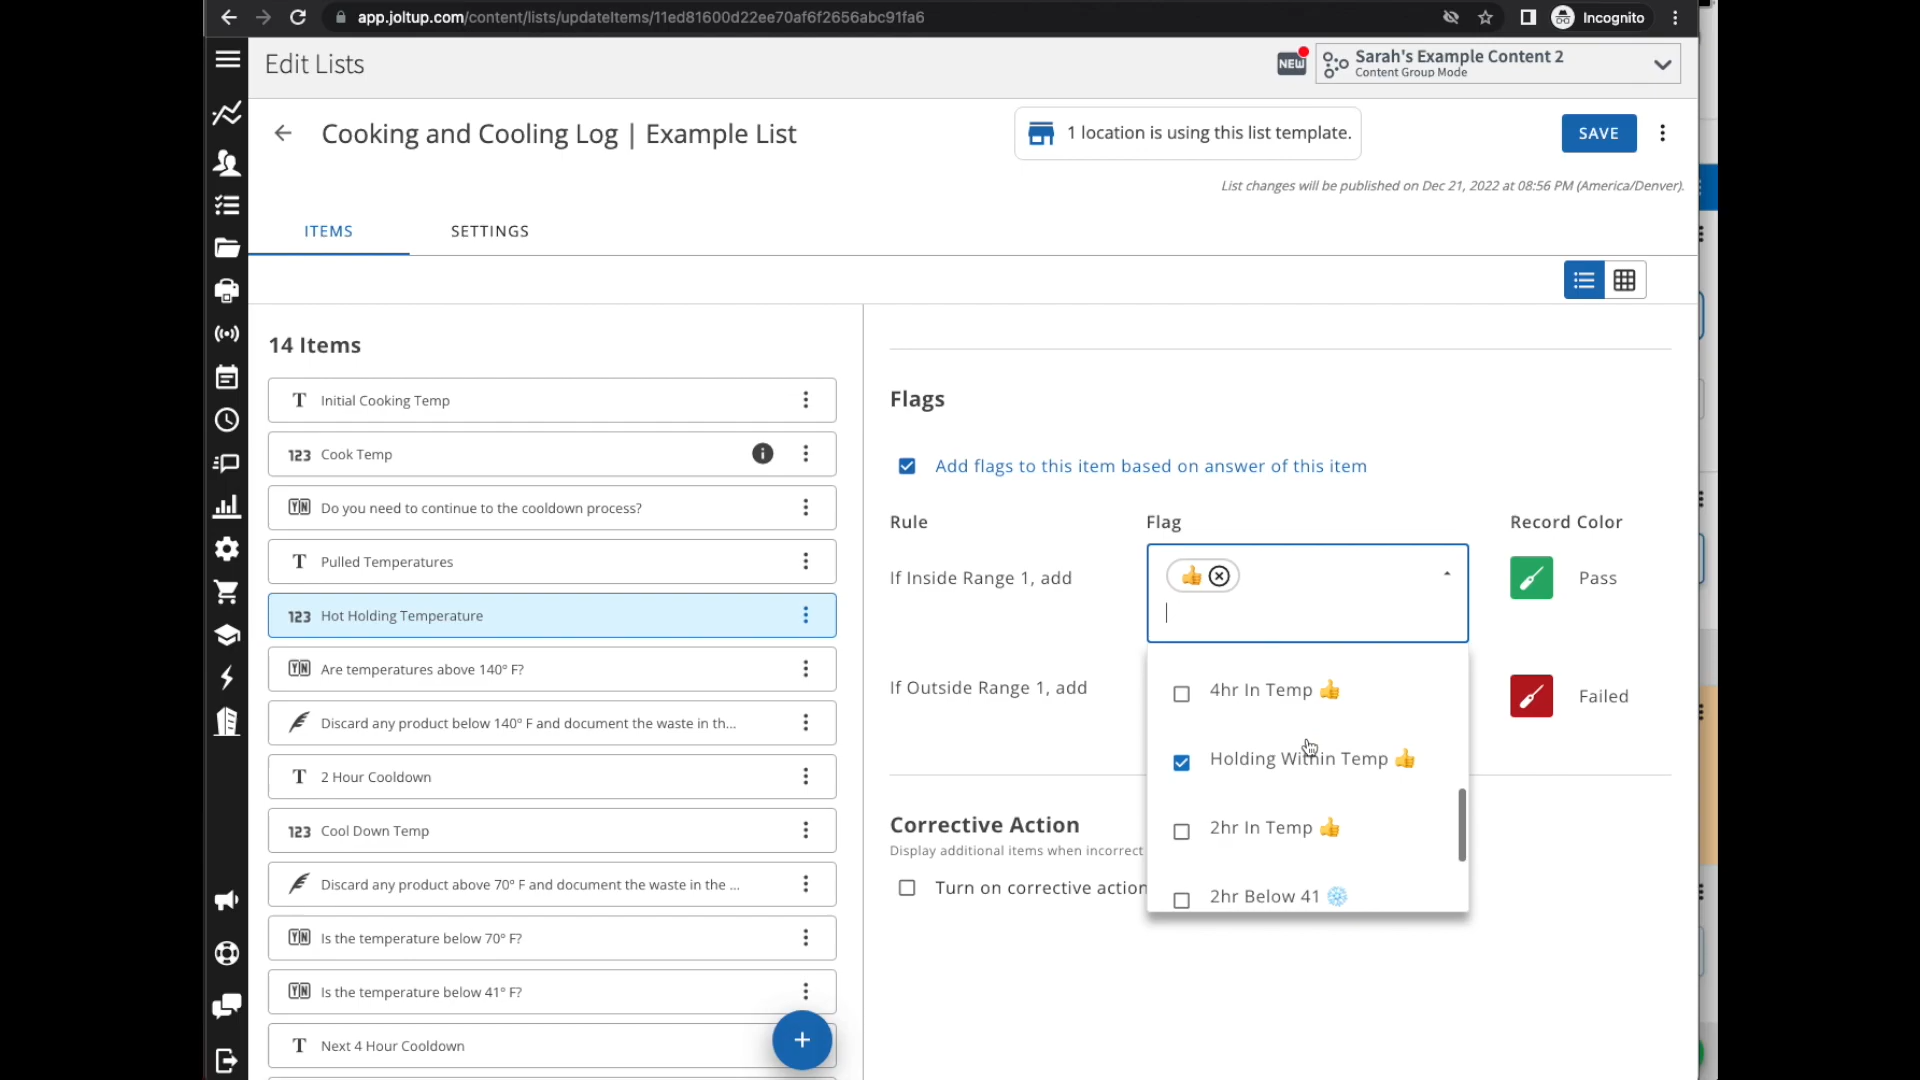 app.joltup.com/content/lists/updateItems/11ed81600d22ee70af6f2656abc91fa6
Incognito
Edit Lists
NEW
Sarah's Example Content 2
Content Group Mode
Cooking and Cooling Log | Example List
1 location is using this list template.
SAVE
List changes will be published on Dec 21, 2022 at 08:56 PM (America/Denver).
ITEMS
SETTINGS
14 Items
T Initial Cooking Temp
123 Cook Temp
YN Do you need to continue to the cooldown process?
T Pulled Temperatures
123 Hot Holding Temperature
YN Are temperatures above 140° F?
Discard any product below 140° F and document the waste in th...
T 2 Hour Cooldown
123 Cool Down Temp
Discard any product above 70° F and document the waste in the ...
YN Is the temperature below 70° F?
YN Is the temperature below 41° F?
T Next 4 Hour Cooldown
Flags
Add flags to this item based on answer of this item
Rule
Flag
Record Color
If Inside Range 1, add
👍
Pass
If Outside Range 1, add
Failed
4hr In Temp 👍
Holding Within Temp 👍
2hr In Temp 👍
2hr Below 41 ❄️
Corrective Action
Display additional items when incorrect
Turn on corrective action